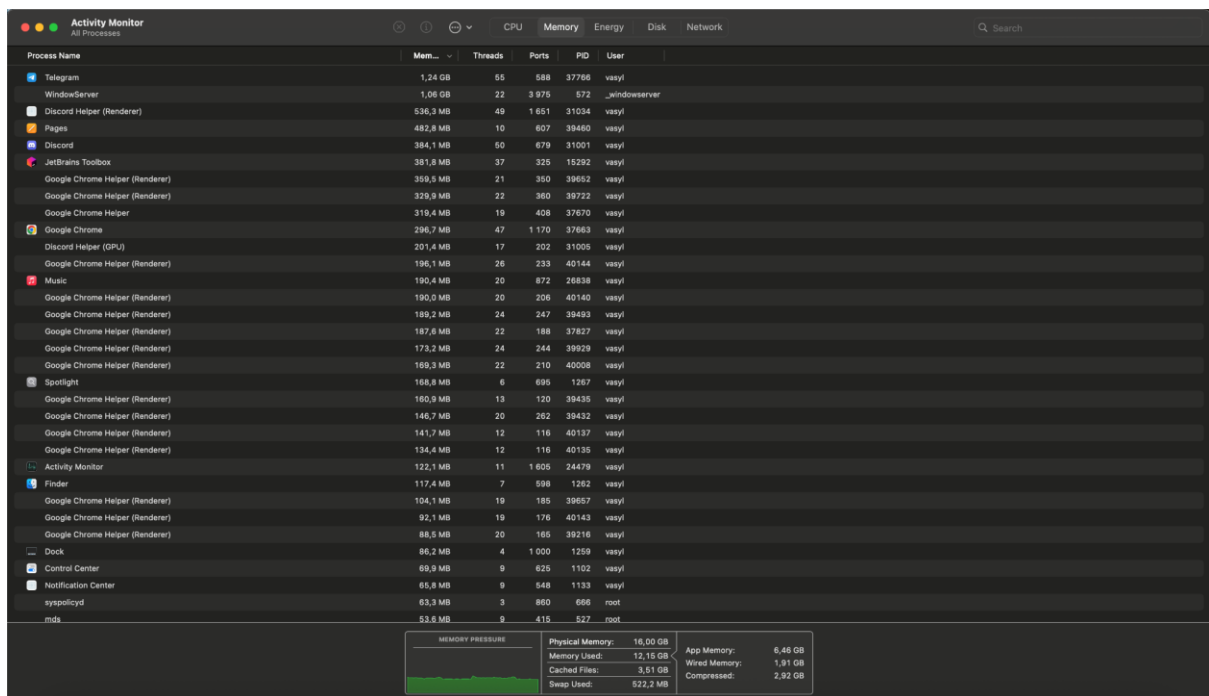 Activity Monitor
All Processes
CPU Memory Energy Disk Network
Search
Process Name Mem... Threads Ports PID User
Telegram 1,24 GB 55 588 37766 vasyl
WindowServer 1,06 GB 22 3 975 572 _windowserver
Discord Helper (Renderer) 536,3 MB 49 1 651 31034 vasyl
Pages 482,8 MB 10 607 39460 vasyl
Discord 384,1 MB 50 679 31001 vasyl
JetBrains Toolbox 381,8 MB 37 325 15292 vasyl
Google Chrome Helper (Renderer) 359,5 MB 21 350 39652 vasyl
Google Chrome Helper (Renderer) 329,9 MB 22 360 39722 vasyl
Google Chrome Helper 319,4 MB 19 408 37670 vasyl
Google Chrome 296,7 MB 47 1 170 37663 vasyl
Discord Helper (GPU) 201,4 MB 17 202 31005 vasyl
Google Chrome Helper (Renderer) 196,1 MB 26 233 40144 vasyl
Music 190,4 MB 20 872 26838 vasyl
Google Chrome Helper (Renderer) 190,0 MB 20 206 40140 vasyl
Google Chrome Helper (Renderer) 189,2 MB 24 247 39493 vasyl
Google Chrome Helper (Renderer) 187,6 MB 22 188 37827 vasyl
Google Chrome Helper (Renderer) 173,2 MB 24 244 39929 vasyl
Google Chrome Helper (Renderer) 169,3 MB 22 210 40008 vasyl
Spotlight 168,8 MB 6 695 1267 vasyl
Google Chrome Helper (Renderer) 160,9 MB 13 120 39435 vasyl
Google Chrome Helper (Renderer) 146,7 MB 20 262 39432 vasyl
Google Chrome Helper (Renderer) 141,7 MB 12 116 40137 vasyl
Google Chrome Helper (Renderer) 134,4 MB 12 116 40135 vasyl
Activity Monitor 122,1 MB 11 1 605 24479 vasyl
Finder 117,4 MB 7 598 1262 vasyl
Google Chrome Helper (Renderer) 104,1 MB 19 185 39657 vasyl
Google Chrome Helper (Renderer) 92,1 MB 19 176 40143 vasyl
Google Chrome Helper (Renderer) 88,5 MB 20 165 39216 vasyl
Dock 86,2 MB 4 1 000 1259 vasyl
Control Center 69,9 MB 9 625 1102 vasyl
Notification Center 65,8 MB 9 548 1133 vasyl
syspolicyd 63,3 MB 3 860 666 root
mds 53,6 MB 9 415 527 root
MEMORY PRESSURE
Physical Memory: 16,00 GB
Memory Used: 12,15 GB
Cached Files: 3,51 GB
Swap Used: 522,2 MB
App Memory: 6,46 GB
Wired Memory: 1,91 GB
Compressed: 2,92 GB